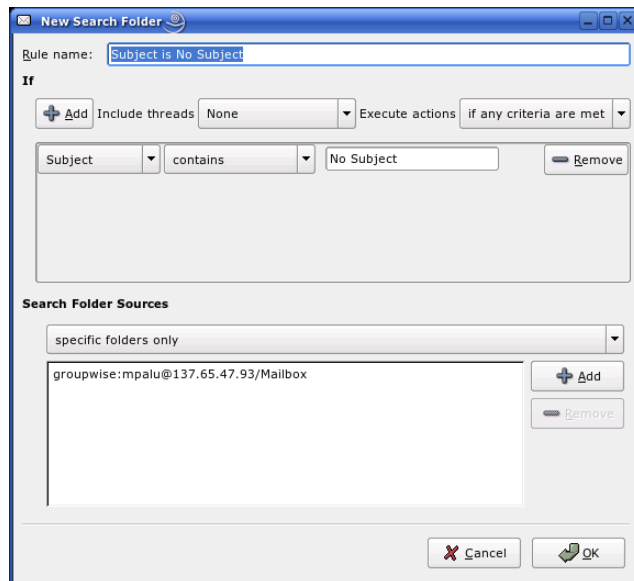 New Search Folder
Rule name: Subject is No Subject
If
Add Include threads None Execute actions if any criteria are met
Subject contains No Subject Remove
Search Folder Sources
specific folders only
groupwise:mpalu@137.65.47.93/Mailbox
Add
Remove
Cancel OK